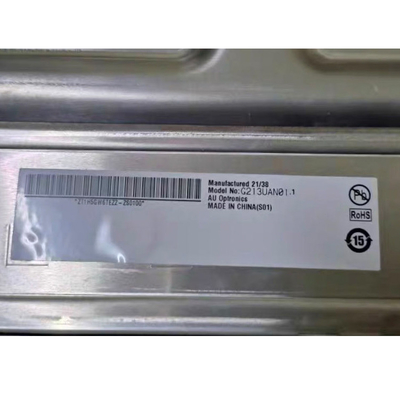 Manufactured 21/38
Model No:G213UAN01.1
AU Optronics
MADE IN CHINA(S01)
RoHS
15